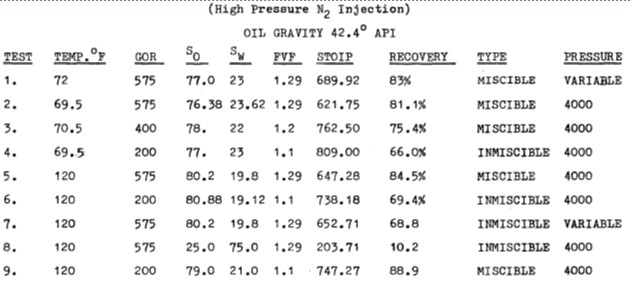 (High Pressure N2 Injection)
OIL GRAVITY 42.4° API
TEST TEMP.°F GOR SO SW FVF STOIP RECOVERY TYPE PRESSURE
1. 72 575 77.0 23 1.29 689.92 83% MISCIBLE VARIABLE
2. 69.5 575 76.38 23.62 1.29 621.75 81.1% MISCIBLE 4000
3. 70.5 400 78. 22 1.2 762.50 75.4% MISCIBLE 4000
4. 69.5 200 77. 23 1.1 809.00 66.0% INMISCIBLE 4000
5. 120 575 80.2 19.8 1.29 647.28 84.5% MISCIBLE 4000
6. 120 200 80.88 19.12 1.1 738.18 69.4% INMISCIBLE 4000
7. 120 575 80.2 19.8 1.29 652.71 68.8 INMISCIBLE VARIABLE
8. 120 575 25.0 75.0 1.29 203.71 10.2 INMISCIBLE 4000
9. 120 200 79.0 21.0 1.1 747.27 88.9 MISCIBLE 4000